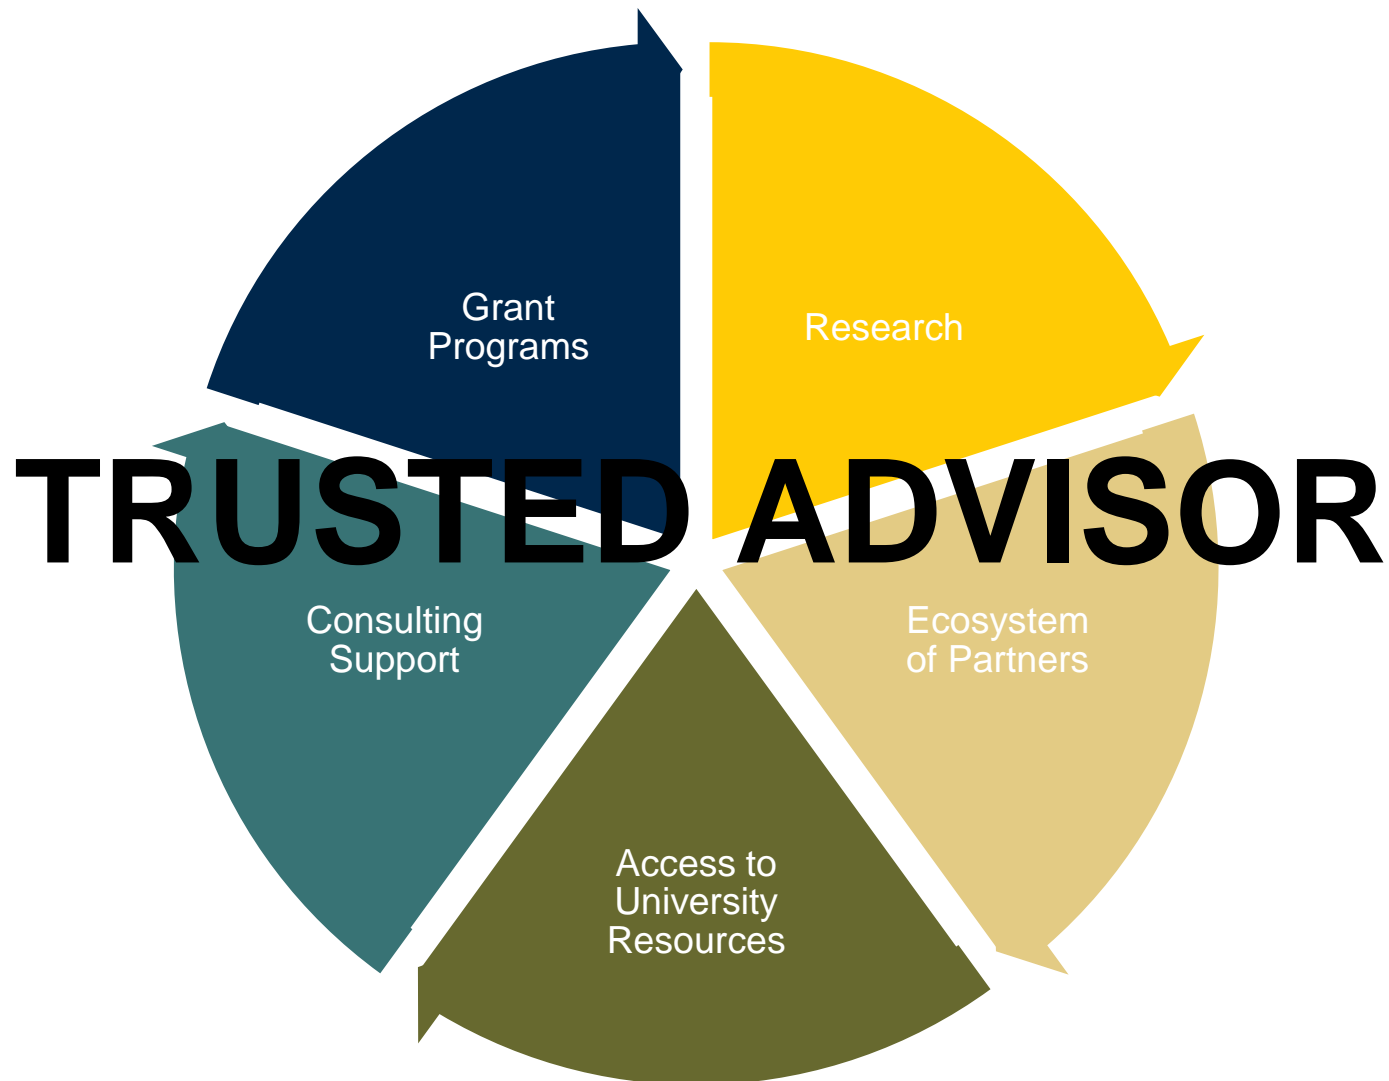 Grant
Programs
Research
TRUSTED ADVISOR
Consulting
Support
Ecosystem
of Partners
Access to
University
Resources